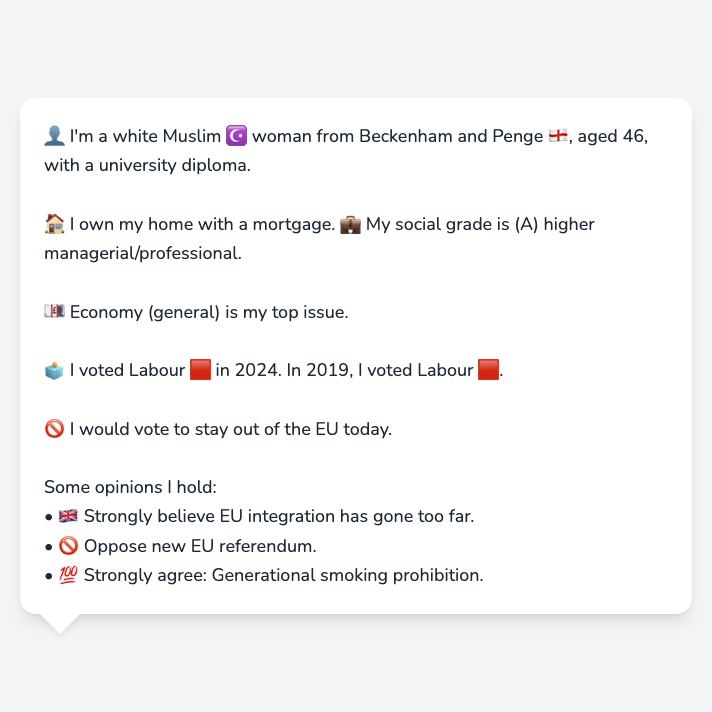 👤 I'm a white Muslim ☪️ woman from Beckenham and Penge 🏴󠁧󠁢󠁥󠁮󠁧󠁿, aged 46,
with a university diploma.
🏠 I own my home with a mortgage. 💼 My social grade is (A) higher
managerial/professional.
💷 Economy (general) is my top issue.
🗳️ I voted Labour 🟥 in 2024. In 2019, I voted Labour 🟥.
🚫 I would vote to stay out of the EU today.
Some opinions I hold:
• 🇬🇧 Strongly believe EU integration has gone too far.
• 🚫 Oppose new EU referendum.
• 💯 Strongly agree: Generational smoking prohibition.